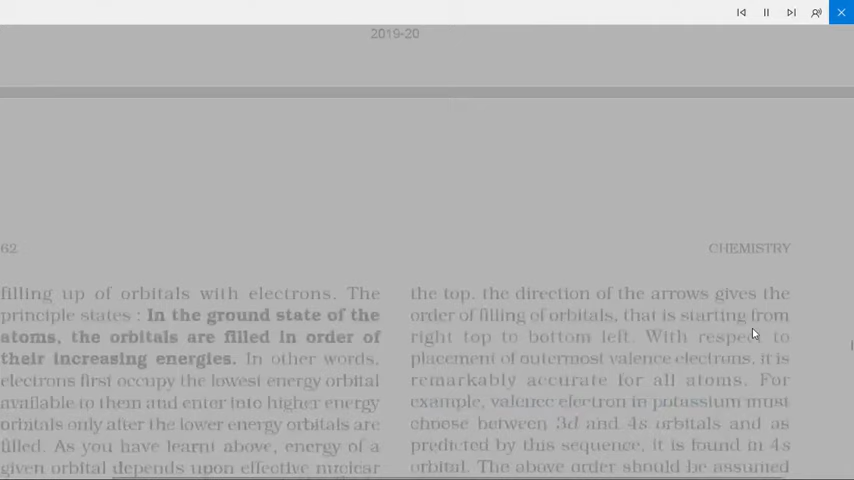 2019-20
62
CHEMISTRY
filling up of orbitals with electrons. The
principle states : In the ground state of the
atoms, the orbitals are filled in order of
their increasing energies. In other words,
electrons first occupy the lowest energy orbital
available to them and enter into higher energy
orbitals only after the lower energy orbitals are
filled. As you have learnt above, energy of a
given orbital depends upon effective nuclear
the top, the direction of the arrows gives the
order of filling of orbitals, that is starting from
right top to bottom left. With respect to
placement of outermost valence electrons, it is
remarkably accurate for all atoms. For
example, valence electron in potassium must
choose between 3d and 4s orbitals and as
predicted by this sequence, it is found in 4s
orbital. The above order should be assumed